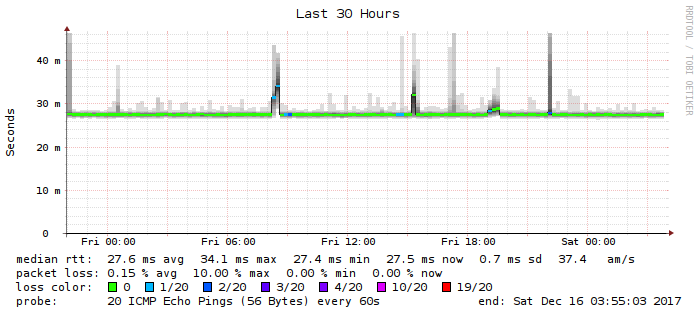 Last 30 Hours
RRDTOOL / TOBI OETIKER
Seconds
40 m
30 m
20 m
10 m
0
Fri 00:00 Fri 06:00 Fri 12:00 Fri 18:00 Sat 00:00
median rtt: 27.6 ms avg 34.1 ms max 27.4 ms min 27.5 ms now 0.7 ms sd 37.4 am/s
packet loss: 0.15 % avg 10.00 % max 0.00 % min 0.00 % now
loss color: 0 1/20 2/20 3/20 4/20 10/20 19/20
probe: 20 ICMP Echo Pings (56 Bytes) every 60s end: Sat Dec 16 03:55:03 2017